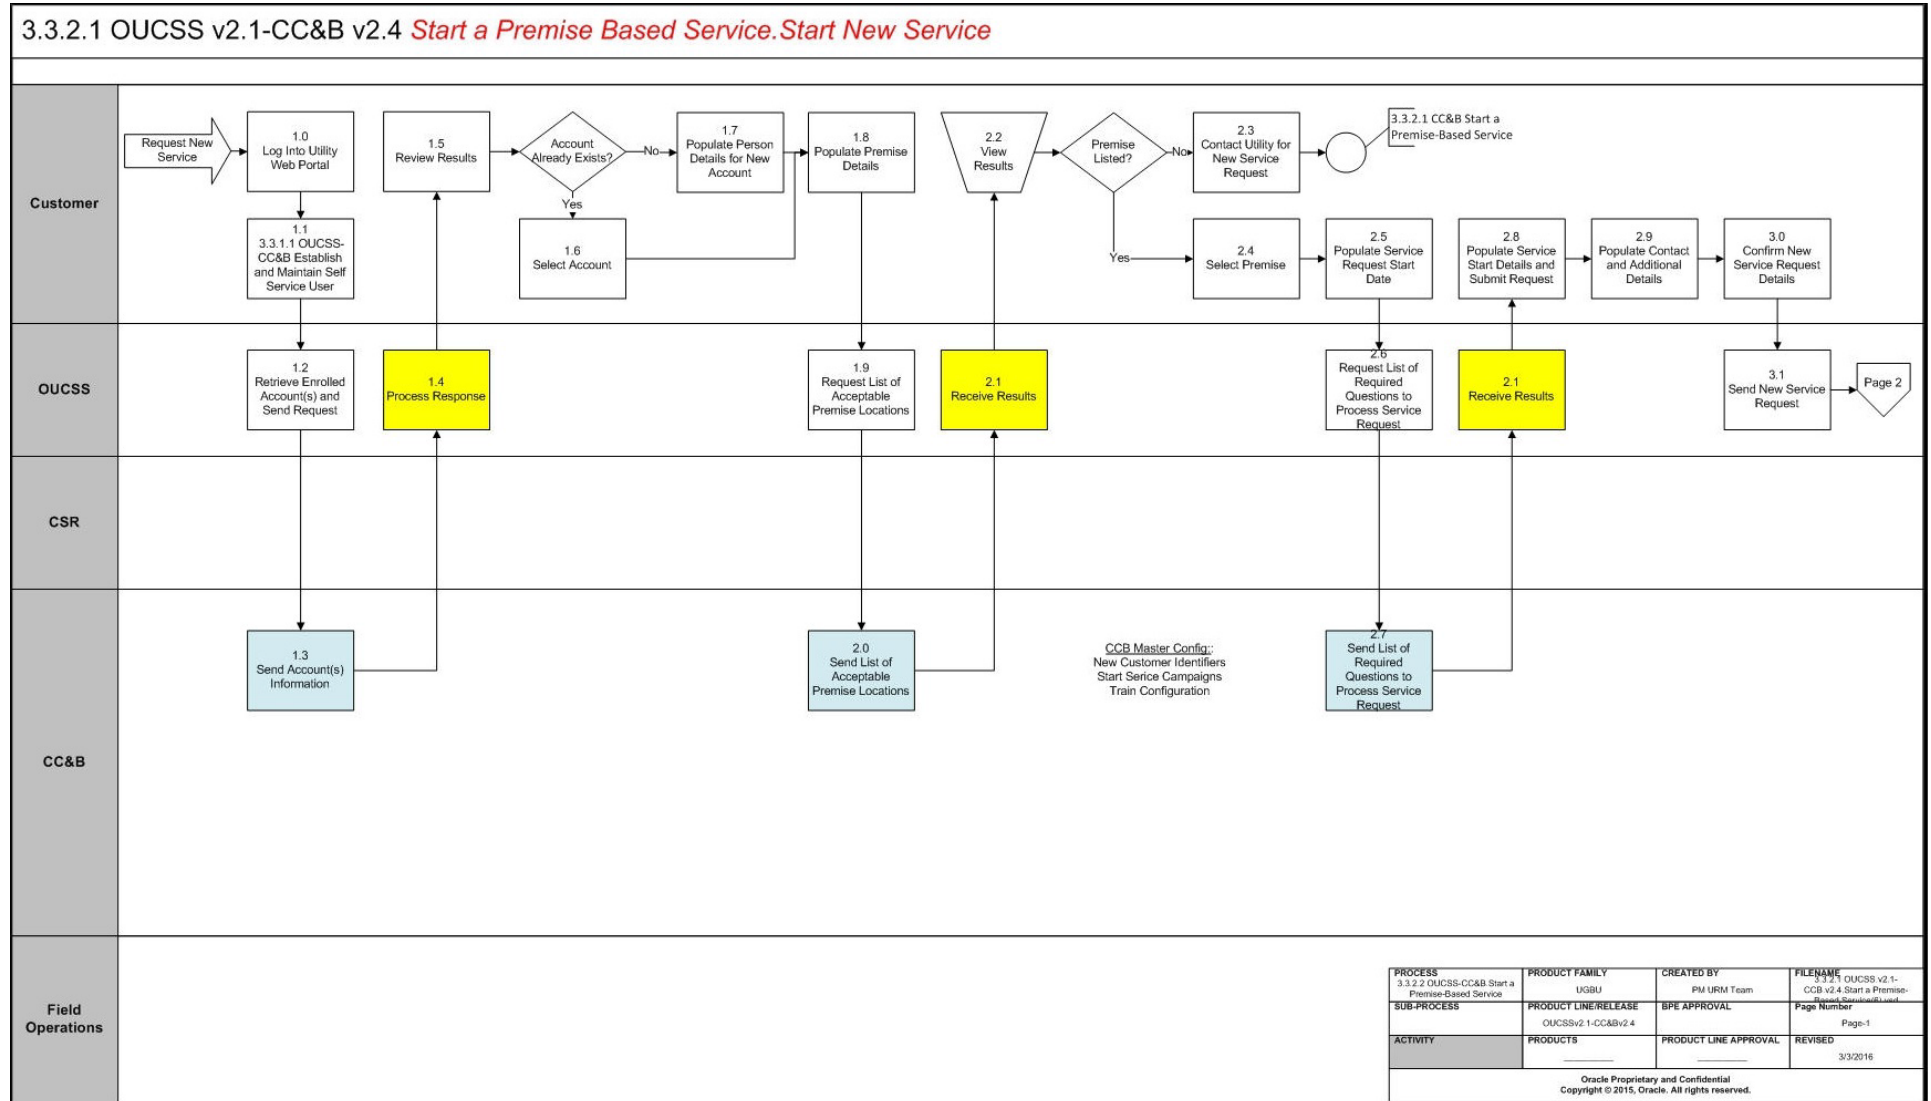 3.3.2.1 OUCSS v2.1-CC&B v2.4 Start a Premise Based Service.Start New Service
Customer
Request New
Service
1.0
Log Into Utility
Web Portal
1.1
3.3.1.1 OUCSS-
CC&B Establish
and Maintain Self
Service User
1.5
Review Results
Account
Already Exists?
No
Yes
1.6
Select Account
1.7
Populate Person
Details for New
Account
1.8
Populate Premise
Details
2.2
View
Results
Premise
Listed?
No
Yes
2.3
Contact Utility for
New Service
Request
3.3.2.1 CC&B Start a
Premise-Based Service
2.4
Select Premise
2.5
Populate Service
Request Start
Date
2.8
Populate Service
Start Details and
Submit Request
2.9
Populate Contact
and Additional
Details
3.0
Confirm New
Service Request
Details
OUCSS
1.2
Retrieve Enrolled
Account(s) and
Send Request
1.4
Process Response
1.9
Request List of
Acceptable
Premise Locations
2.1
Receive Results
2.6
Request List of
Required
Questions to
Process Service
Request
2.1
Receive Results
3.1
Send New Service
Request
Page 2
CSR
CC&B
1.3
Send Account(s)
Information
2.0
Send List of
Acceptable
Premise Locations
CCB Master Config::
New Customer Identifiers
Start Serice Campaigns
Train Configuration
2.7
Send List of
Required
Questions to
Process Service
Request
Field
Operations
PROCESS
3.3.2.2 OUCSS-CC&B.Start a
Premise-Based Service
PRODUCT FAMILY
UGBU
CREATED BY
PM URM Team
FILENAME
3.3.2.1 OUCSS v2.1-
CCB v2.4.Start a Premise-
SUB-PROCESS
PRODUCT LINE/RELEASE
OUCSSv2.1-CC&Bv2.4
BPE APPROVAL
Page Number
Page-1
ACTIVITY
PRODUCTS
PRODUCT LINE APPROVAL
REVISED
3/3/2016
Oracle Proprietary and Confidential
Copyright © 2015, Oracle. All rights reserved.